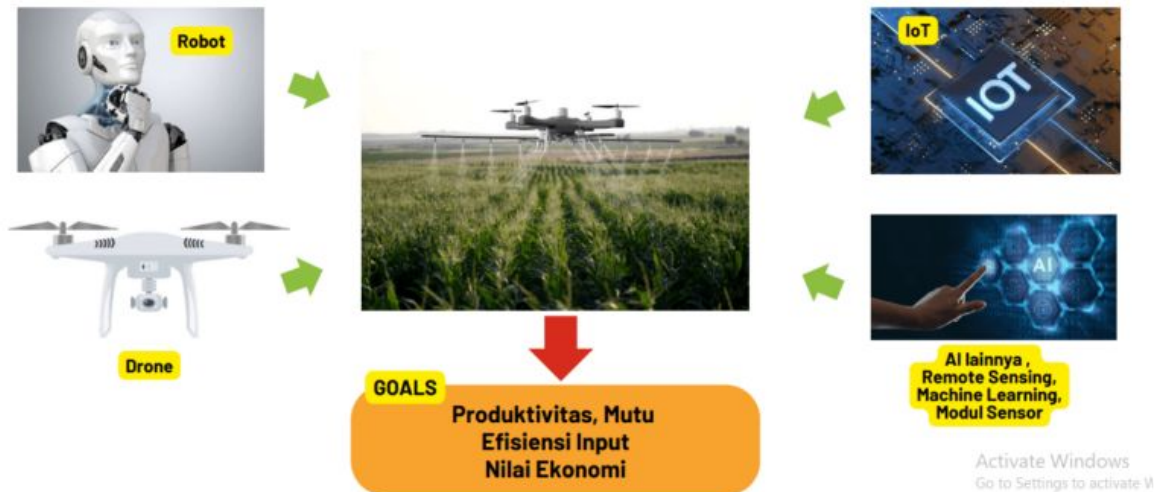 Robot
IoT
IOT
Drone
AI
AI lainnya ,
Remote Sensing,
Machine Learning,
Modul Sensor
GOALS
Produktivitas, Mutu
Efisiensi Input
Nilai Ekonomi
Activate Windows
Go to Settings to activate W